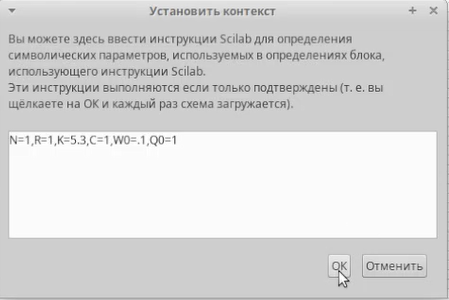 Установить контекст
Вы можете здесь ввести инструкции Scilab для определения
символических параметров, используемых в определениях блока,
использующего инструкции Scilab.
Эти инструкции выполняются если только подтверждены (т. е. вы
щёлкаете на ОК и каждый раз схема загружается).
N=1,R=1,K=5.3,C=1,W0=.1,Q0=1
ОК Отменить